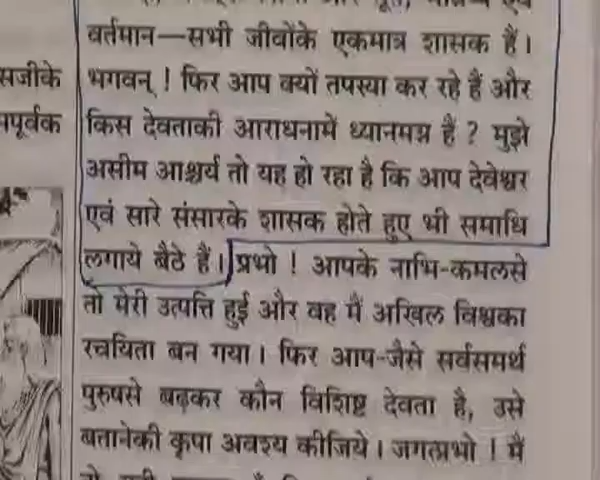 वर्तमान—सभी जीवोंके एकमात्र शासक हैं।
भगवन् ! फिर आप क्यों तपस्या कर रहे हैं और
किस देवताकी आराधनामें ध्यानमग्न हैं ? मुझे
असीम आश्चर्य तो यह हो रहा है कि आप देवेश्वर
एवं सारे संसारके शासक होते हुए भी समाधि
लगाये बैठे हैं। प्रभो ! आपके नाभि-कमलसे
तो मेरी उत्पत्ति हुई और वह मैं अखिल विश्वका
रचयिता बन गया। फिर आप-जैसे सर्वसमर्थ
पुरुषसे बढ़कर कौन विशिष्ट देवता है, उसे
बतानेकी कृपा अवश्य कीजिये। जगत्प्रभो ! मैं
सजीके
पूर्वक